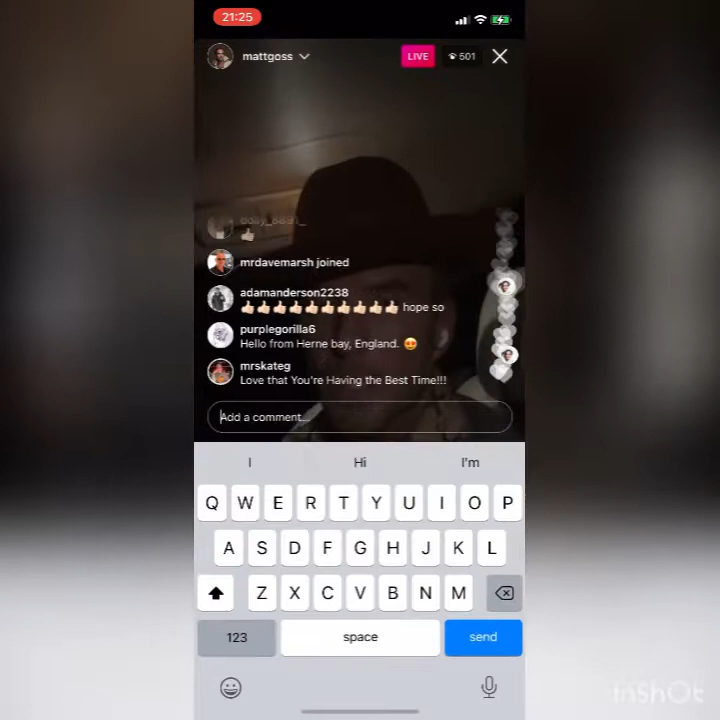 21:25
mattgoss
LIVE
501
mrdavemarsh joined
adamanderson2238
👍🏻👍🏻👍🏻👍🏻👍🏻👍🏻👍🏻👍🏻👍🏻👍🏻 hope so
purplegorilla6
Hello from Herne bay, England. 😍
mrskateg
Love that You're Having the Best Time!!!
Add a comment...
I Hi I'm
Q W E R T Y U I O P
A S D F G H J K L
Z X C V B N M
123 space send
InShOt